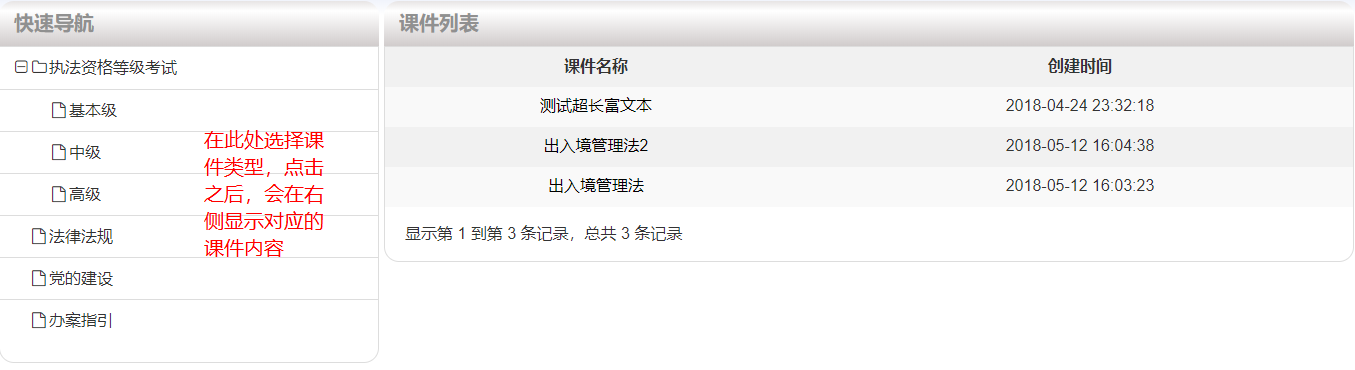 快速导航
执法资格等级考试
基本级
中级
高级
法律法规
党的建设
办案指引
在此处选择课
件类型，点击
之后，会在右
侧显示对应的
课件内容
课件列表
课件名称 创建时间
测试超长富文本 2018-04-24 23:32:18
出入境管理法2 2018-05-12 16:04:38
出入境管理法 2018-05-12 16:03:23
显示第 1 到第 3 条记录，总共 3 条记录